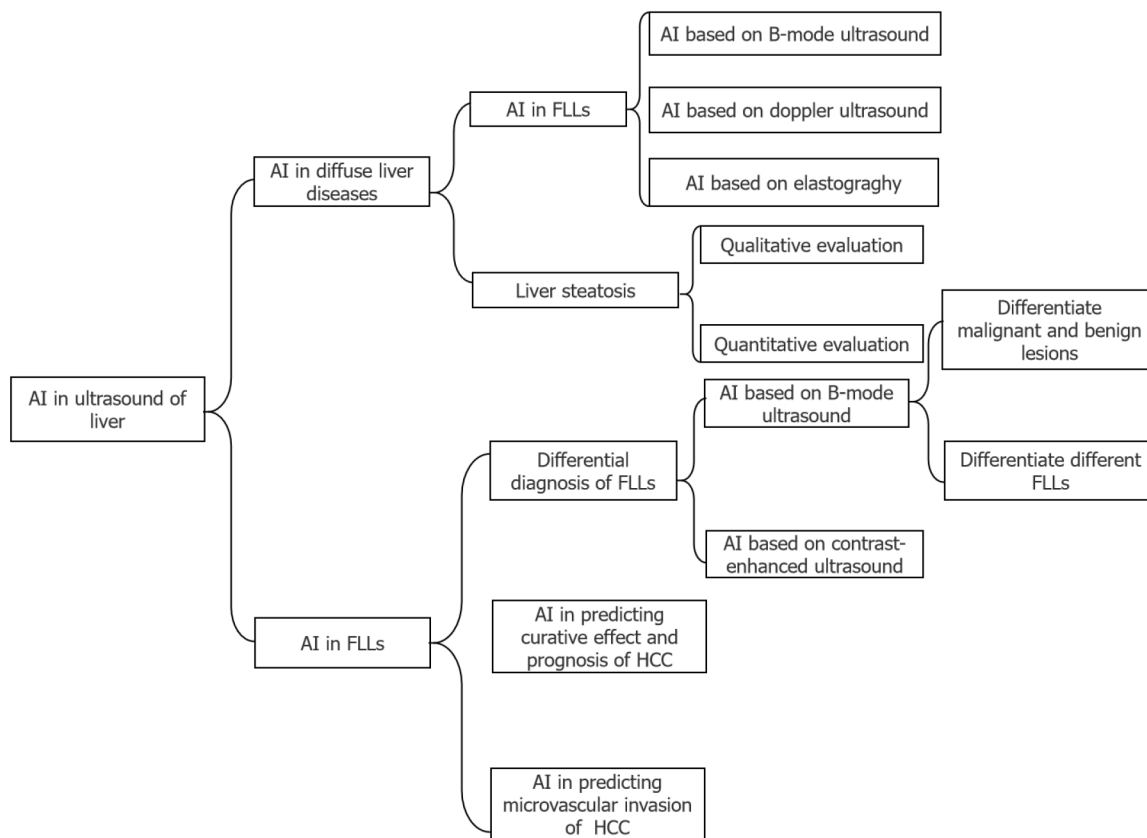 AI based on B-mode ultrasound
AI in FLLs
AI based on doppler ultrasound
AI in diffuse liver
diseases
AI based on elastograghy
Qualitative evaluation
Liver steatosis
Quantitative evaluation
Differentiate
malignant and benign
lesions
AI in ultrasound of
liver
AI based on B-mode
ultrasound
Differential
diagnosis of FLLs
Differentiate different
FLLs
AI based on contrast-
enhanced ultrasound
AI in FLLs
AI in predicting
curative effect and
prognosis of HCC
AI in predicting
microvascular invasion
of HCC